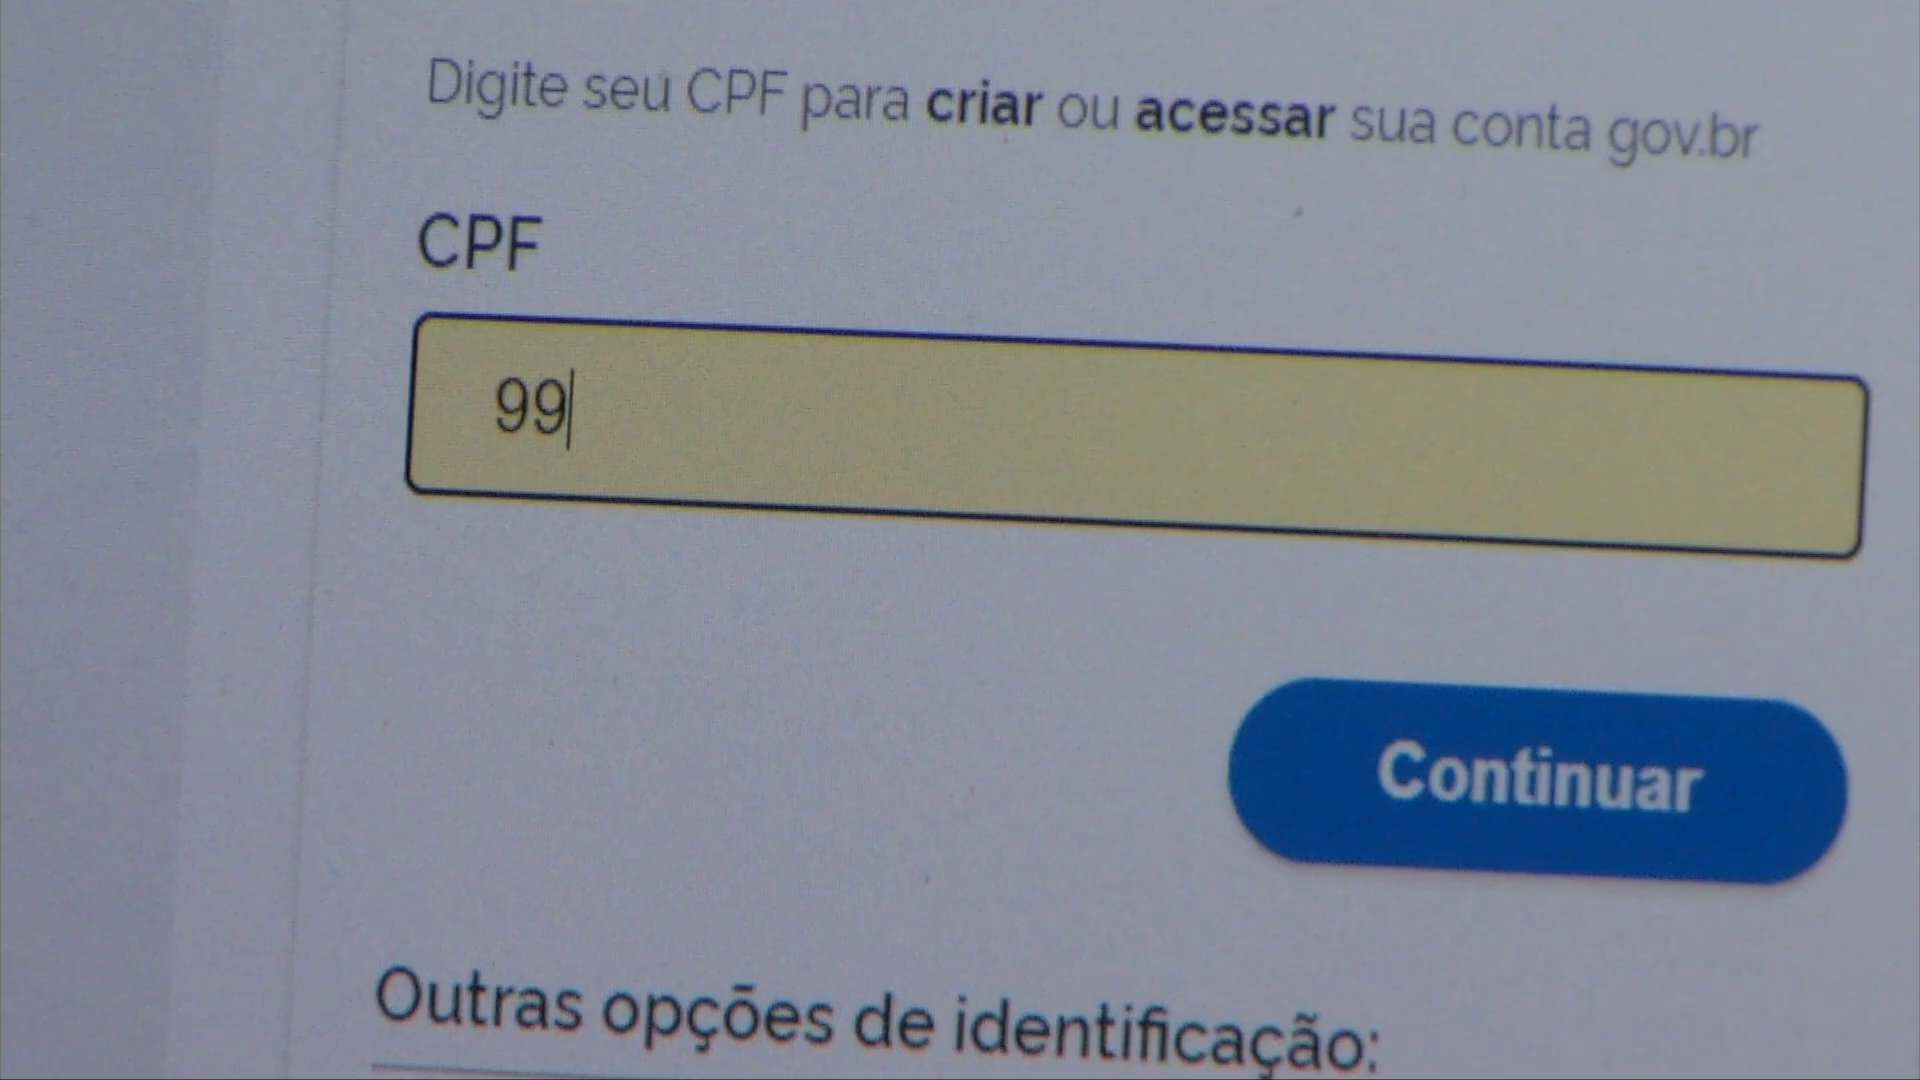 Digite seu CPF para criar ou acessar sua conta gov.br
CPF
99
Continuar
Outras opções de identificação: